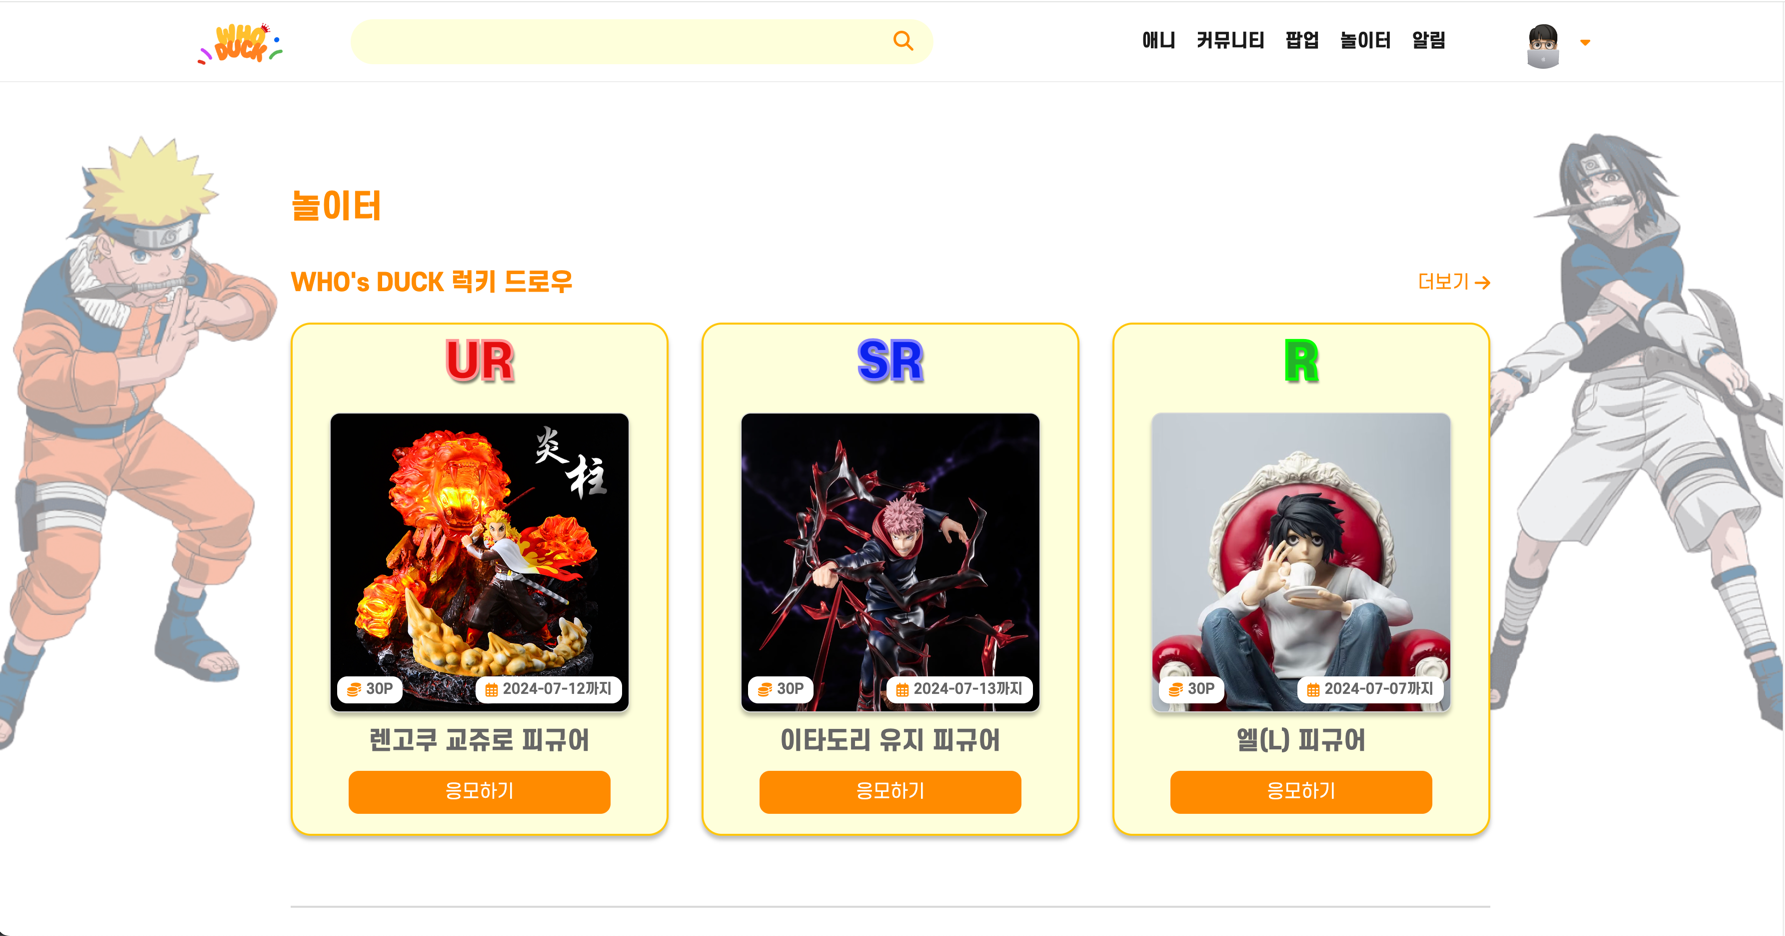 WHO
DUCK
애니 커뮤니티 팝업 놀이터 알림
놀이터
WHO's DUCK 럭키 드로우
더보기 →
UR
炎柱
30P
2024-07-12까지
렌고쿠 교쥬로 피규어
응모하기
SR
30P
2024-07-13까지
이타도리 유지 피규어
응모하기
R
30P
2024-07-07까지
엘(L) 피규어
응모하기